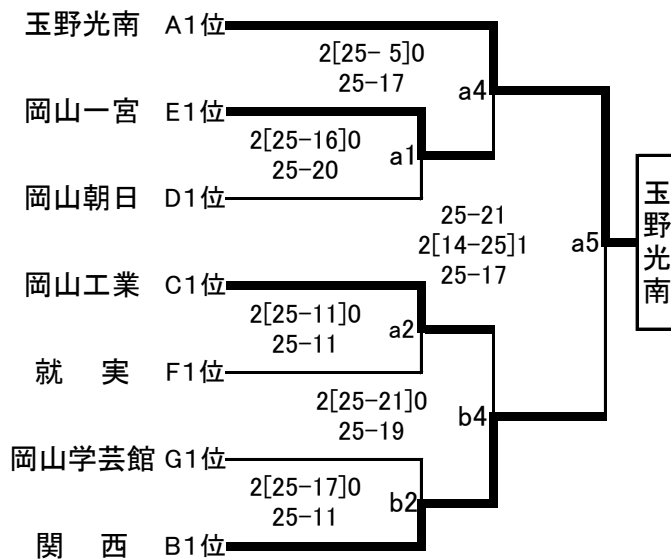 玉野光南 A1位
2[25- 5]0
25-17
a4
岡山一宮 E1位
2[25-16]0
25-20
a1
岡山朝日 D1位
25-21
2[14-25]1
25-17
a5
玉野光南
岡山工業 C1位
2[25-11]0
25-11
a2
就 実 F1位
2[25-21]0
25-19
b4
岡山学芸館 G1位
2[25-17]0
25-11
b2
関 西 B1位